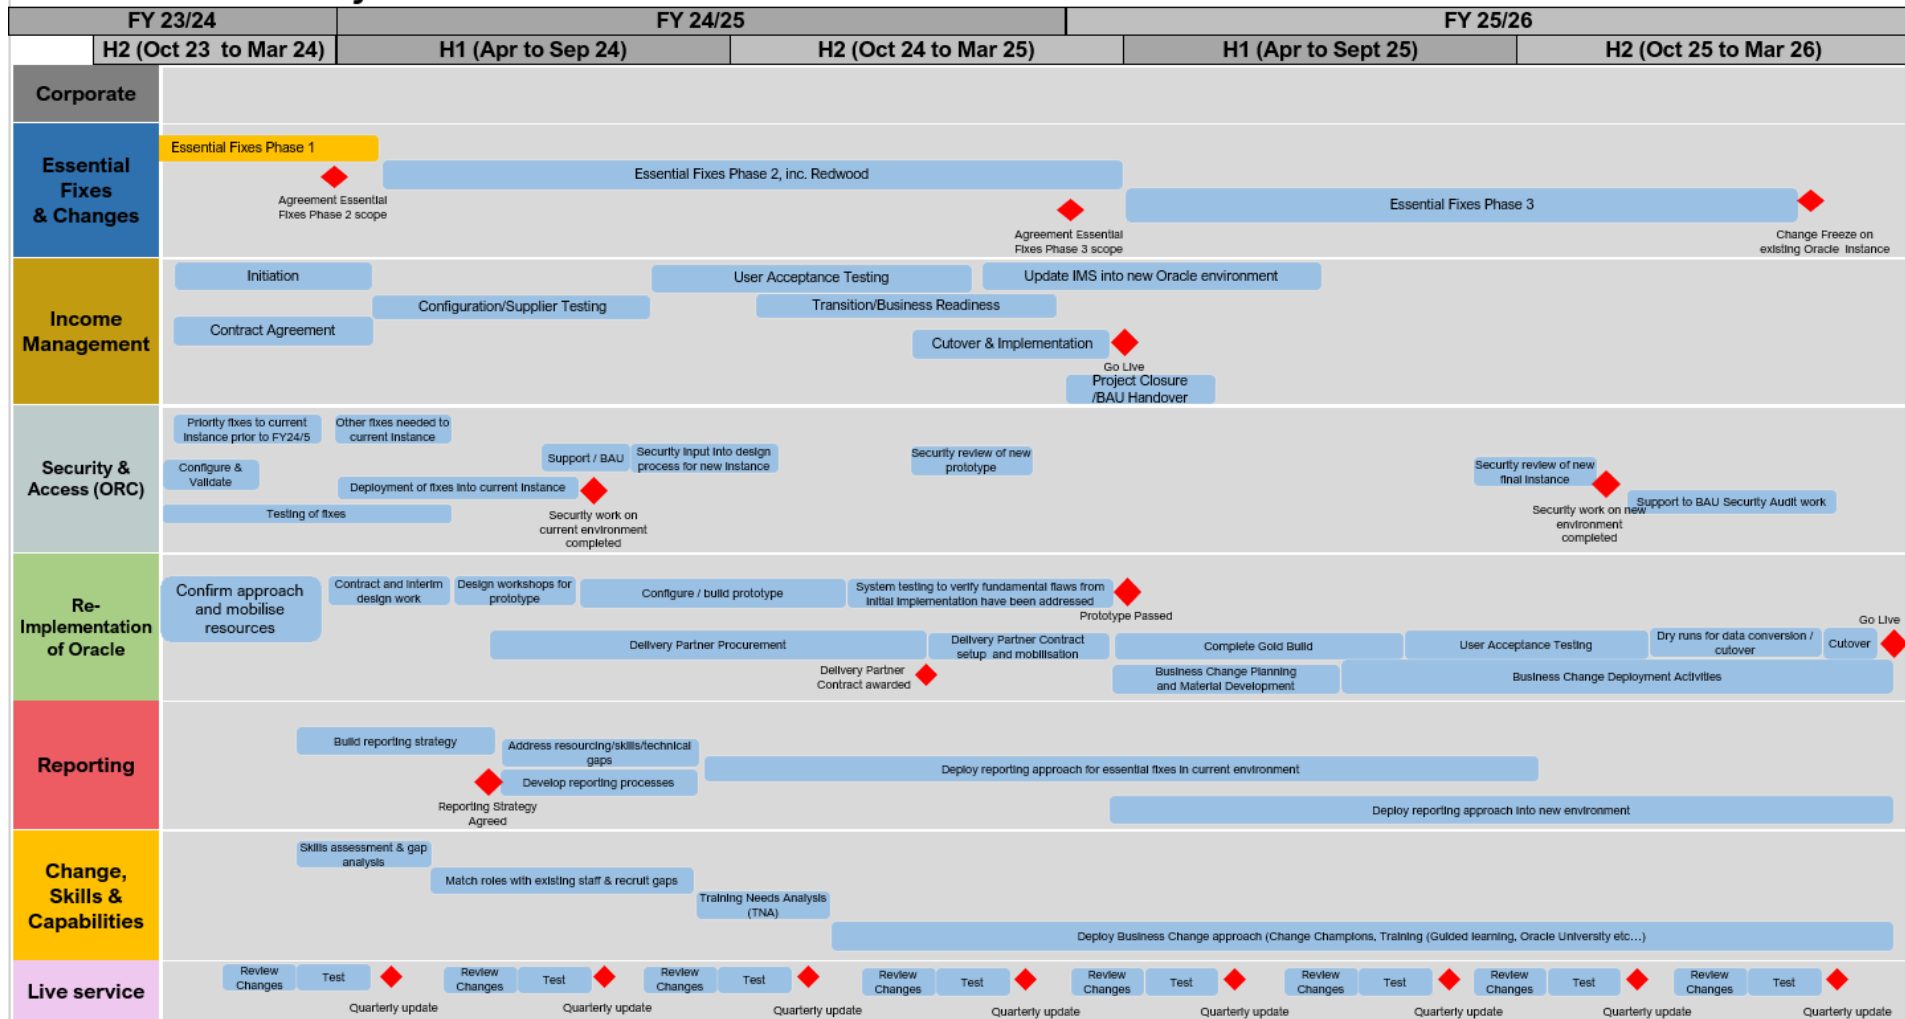 FY 23/24
FY 24/25
FY 25/26
H2 (Oct 23 to Mar 24)
H1 (Apr to Sep 24)
H2 (Oct 24 to Mar 25)
H1 (Apr to Sept 25)
H2 (Oct 25 to Mar 26)
Corporate
Essential
Fixes
& Changes
Essential Fixes Phase 1
Agreement Essential
Fixes Phase 2 scope
Essential Fixes Phase 2, inc. Redwood
Agreement Essential
Fixes Phase 3 scope
Essential Fixes Phase 3
Change Freeze on
existing Oracle Instance
Income
Management
Initiation
Contract Agreement
Configuration/Supplier Testing
User Acceptance Testing
Transition/Business Readiness
Update IMS into new Oracle environment
Cutover & Implementation
Go Live
Project Closure
/BAU Handover
Security &
Access (ORC)
Priority fixes to current
Instance prior to FY24/5
Other fixes needed to
current Instance
Configure &
Validate
Deployment of fixes into current Instance
Testing of fixes
Support / BAU
Security Input into design
process for new Instance
Security work on
current environment
completed
Security review of new
prototype
Security review of new
final Instance
Security work on new
environment
completed
Support to BAU Security Audit work
Re-
Implementation
of Oracle
Confirm approach
and mobilise
resources
Contract and Interim
design work
Design workshops for
prototype
Configure / build prototype
System testing to verify fundamental flaws from
Initial Implementation have been addressed
Prototype Passed
Delivery Partner Procurement
Delivery Partner Contract
setup and mobilisation
Delivery Partner
Contract awarded
Complete Gold Build
User Acceptance Testing
Dry runs for data conversion /
cutover
Cutover
Go Live
Business Change Planning
and Material Development
Business Change Deployment Activities
Reporting
Build reporting strategy
Address resourcing/skills/technical
gaps
Develop reporting processes
Reporting Strategy
Agreed
Deploy reporting approach for essential fixes in current environment
Deploy reporting approach into new environment
Change,
Skills &
Capabilities
Skills assessment & gap
analysis
Match roles with existing staff & recruit gaps
Training Needs Analysis
(TNA)
Deploy Business Change approach (Change Champions, Training (Guided learning, Oracle University etc...)
Live service
Review
Changes
Test
Quarterly update
Review
Changes
Test
Quarterly update
Review
Changes
Test
Quarterly update
Review
Changes
Test
Quarterly update
Review
Changes
Test
Quarterly update
Review
Changes
Test
Quarterly update
Review
Changes
Test
Quarterly update
Review
Changes
Test
Quarterly update